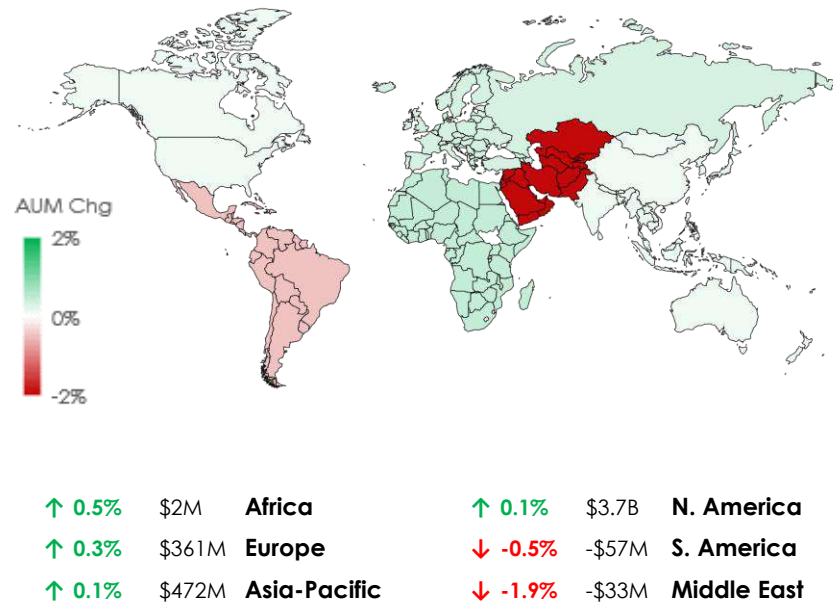 AUM Chg
2%
0%
-2%
↑ 0.5% $2M Africa
↑ 0.3% $361M Europe
↑ 0.1% $472M Asia-Pacific
↑ 0.1% $3.7B N. America
↓ -0.5% -$57M S. America
↓ -1.9% -$33M Middle East